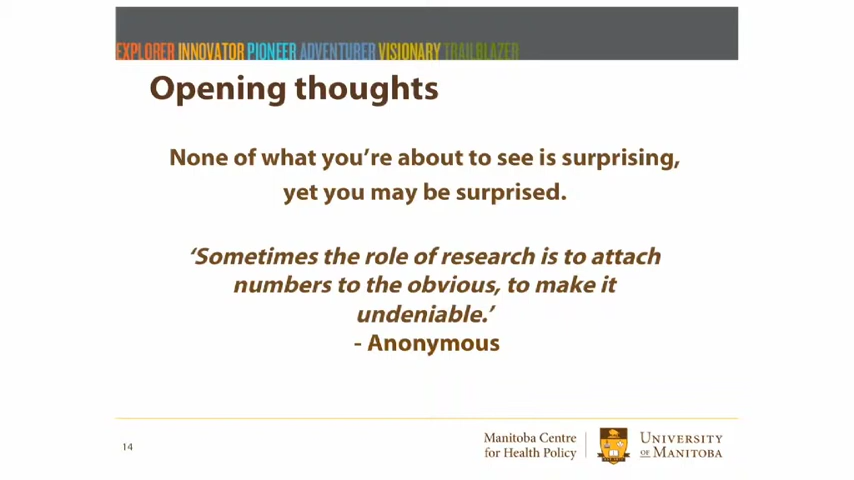 EXPLORER INNOVATOR PIONEER ADVENTURER VISIONARY TRAILBLAZER
Opening thoughts
None of what you're about to see is surprising,
yet you may be surprised.
‘Sometimes the role of research is to attach
numbers to the obvious, to make it
undeniable.’
- Anonymous
14
Manitoba Centre
for Health Policy
UNIVERSITY
OF MANITOBA